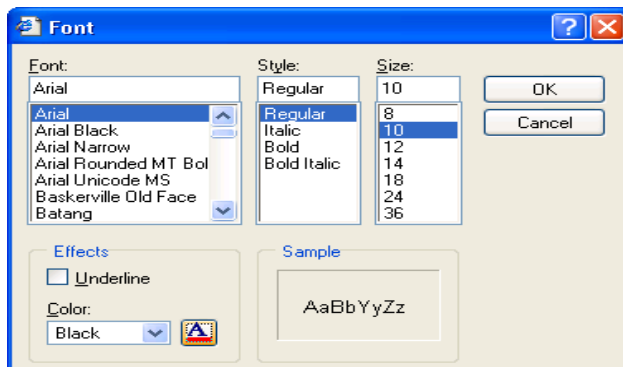 Font
Font:
Style:
Size:
Arial
Regular
10
OK
Arial
Arial Black
Arial Narrow
Arial Rounded MT Bol
Arial Unicode MS
Baskerville Old Face
Batang
Regular
Italic
Bold
Bold Italic
8
10
12
14
18
24
36
Cancel
Effects
Underline
Color:
Black
A
Sample
AaBbYyZz